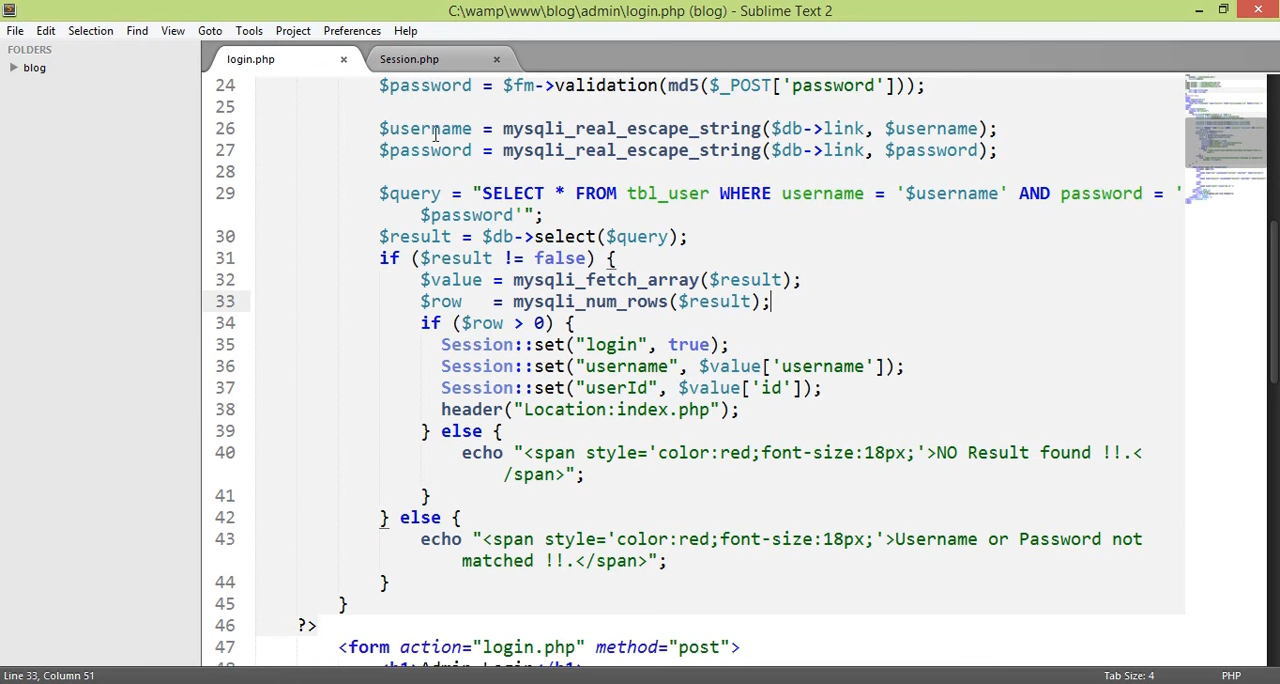 C:\wamp\www\blog\admin\login.php (blog) - Sublime Text 2
File Edit Selection Find View Goto Tools Project Preferences Help
FOLDERS
blog
login.php × Session.php ×
24 $password = $fm->validation(md5($_POST['password']));
25
26 $username = mysqli_real_escape_string($db->link, $username);
27 $password = mysqli_real_escape_string($db->link, $password);
28
29 $query = "SELECT * FROM tbl_user WHERE username = '$username' AND password = '
$password'";
30 $result = $db->select($query);
31 if ($result != false) {
32 $value = mysqli_fetch_array($result);
33 $row   = mysqli_num_rows($result);
34 if ($row > 0) {
35 Session::set("login", true);
36 Session::set("username", $value['username']);
37 Session::set("userId", $value['id']);
38 header("Location:index.php");
39 } else {
40 echo "<span style='color:red;font-size:18px;'>NO Result found !!.<
/span>";
41 }
42 } else {
43 echo "<span style='color:red;font-size:18px;'>Username or Password not
matched !!.</span>";
44 }
45 }
46 ?>
47 <form action="login.php" method="post">
48 <h1>Admin Login</h1>
Line 33, Column 51 Tab Size: 4 PHP